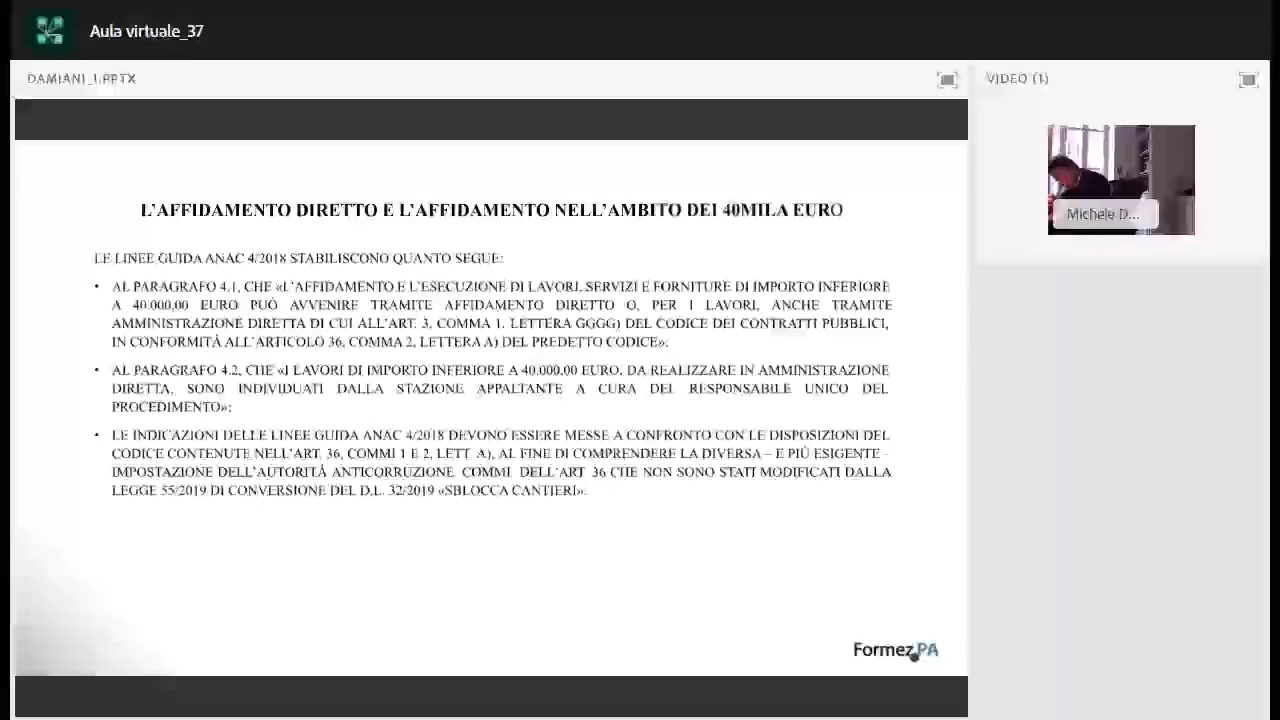 Aula virtuale_37
DAMIANI_1.PPTX
VIDEO (1)
Michele D...
L'AFFIDAMENTO DIRETTO E L'AFFIDAMENTO NELL'AMBITO DEI 40MILA EURO
LE LINEE GUIDA ANAC 4/2018 STABILISCONO QUANTO SEGUE:
• AL PARAGRAFO 4.1, CHE «L'AFFIDAMENTO E L'ESECUZIONE DI LAVORI, SERVIZI E FORNITURE DI IMPORTO INFERIORE
A 40.000,00 EURO PUÒ AVVENIRE TRAMITE AFFIDAMENTO DIRETTO O, PER I LAVORI, ANCHE TRAMITE
AMMINISTRAZIONE DIRETTA DI CUI ALL'ART. 3, COMMA 1, LETTERA GGGG) DEL CODICE DEI CONTRATTI PUBBLICI,
IN CONFORMITÀ ALL'ARTICOLO 36, COMMA 2, LETTERA A) DEL PREDETTO CODICE»;
• AL PARAGRAFO 4.2, CHE «I LAVORI DI IMPORTO INFERIORE A 40.000,00 EURO, DA REALIZZARE IN AMMINISTRAZIONE
DIRETTA, SONO INDIVIDUATI DALLA STAZIONE APPALTANTE A CURA DEL RESPONSABILE UNICO DEL
PROCEDIMENTO»;
• LE INDICAZIONI DELLE LINEE GUIDA ANAC 4/2018 DEVONO ESSERE MESSE A CONFRONTO CON LE DISPOSIZIONI DEL
CODICE CONTENUTE NELL'ART. 36, COMMI 1 E 2, LETT. A), AL FINE DI COMPRENDERE LA DIVERSA – E PIÙ ESIGENTE –
IMPOSTAZIONE DELL'AUTORITÀ ANTICORRUZIONE. COMMI DELL'ART. 36 CHE NON SONO STATI MODIFICATI DALLA
LEGGE 55/2019 DI CONVERSIONE DEL D.L. 32/2019 «SBLOCCA CANTIERI».
Formez PA